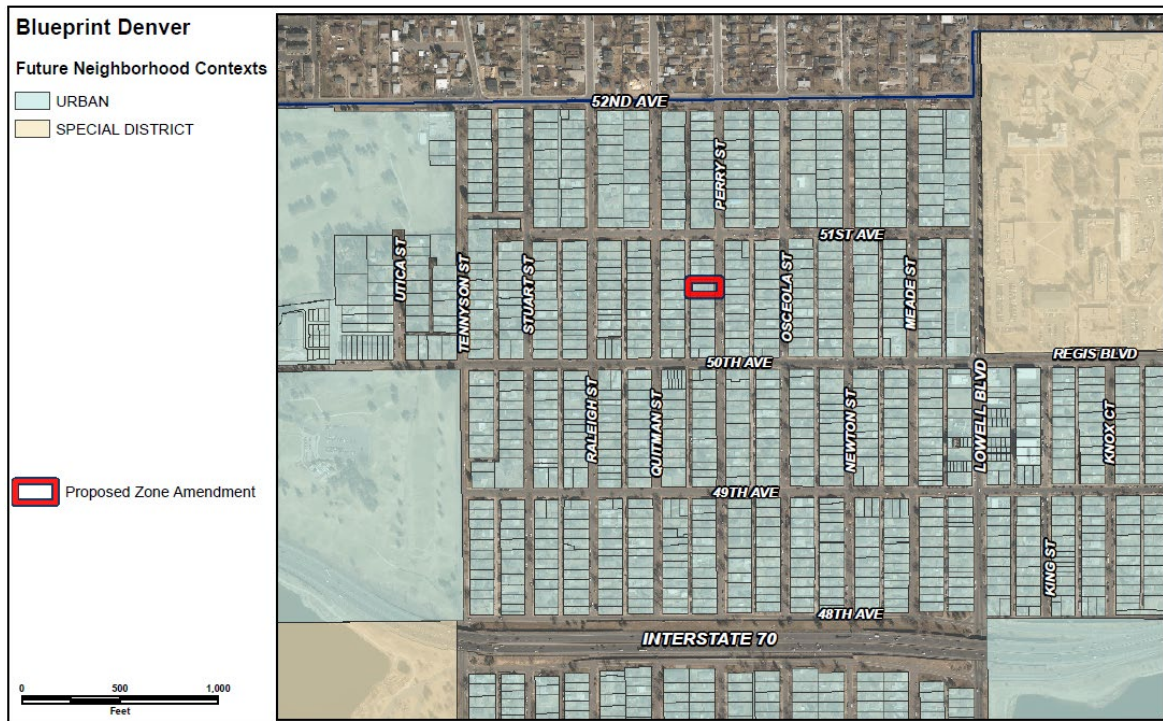 Blueprint Denver
Future Neighborhood Contexts
URBAN
SPECIAL DISTRICT
Proposed Zone Amendment
0 500 1,000
Feet
52ND AVE
PERRY ST
51ST AVE
UTICA ST
TENNYSON ST
STUART ST
OSCEOLA ST
MEADE ST
50TH AVE
REGIS BLVD
RALEIGH ST
QUITMAN ST
NEWTON ST
LOWELL BLVD
KNOX CT
49TH AVE
KING ST
48TH AVE
INTERSTATE 70